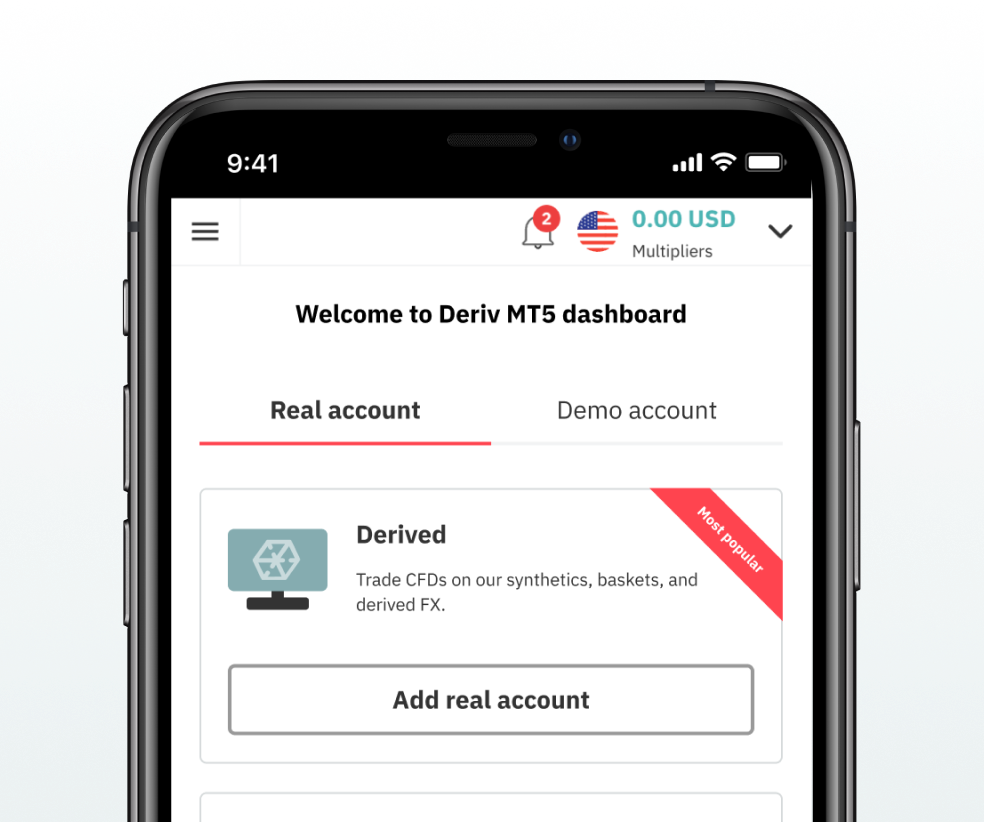 9:41
2
0.00 USD
Multipliers
Welcome to Deriv MT5 dashboard
Real account
Demo account
Most popular
Derived
Trade CFDs on our synthetics, baskets, and
derived FX.
Add real account